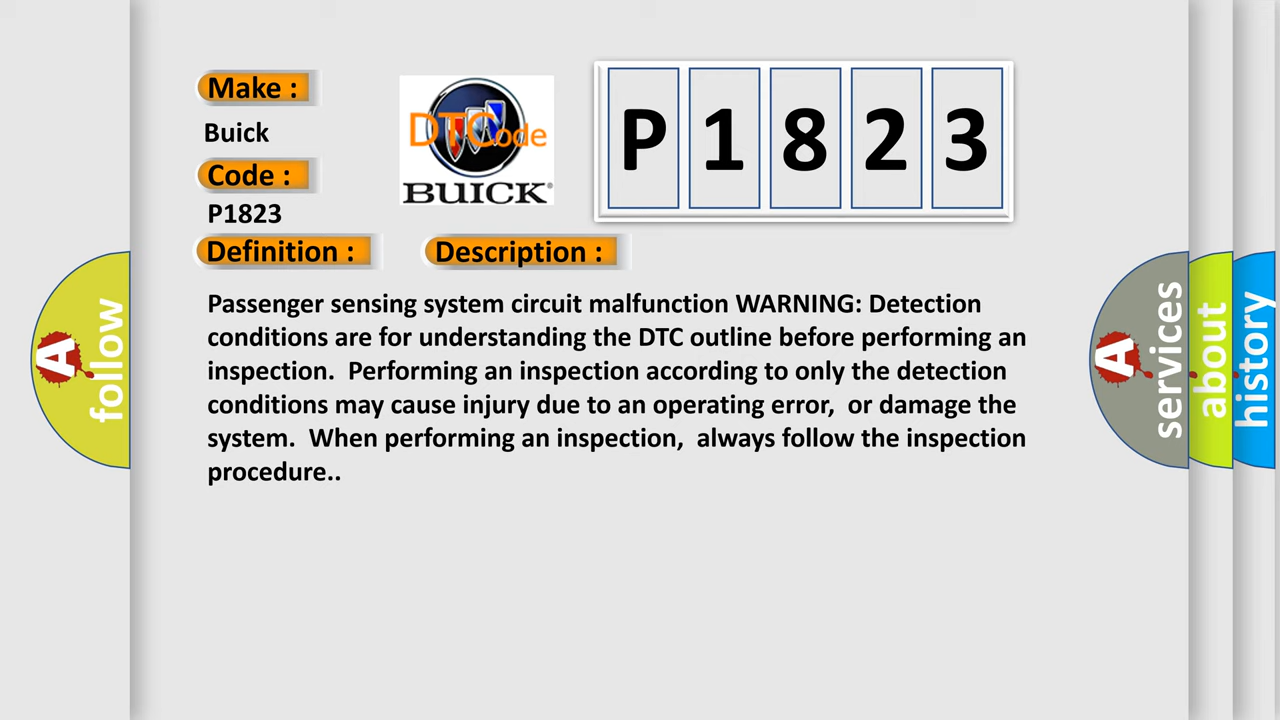 Make :
Buick
Code :
P1823
Definition :
Description :
DTCode
BUICK®
P 1 8 2 3
Passenger sensing system circuit malfunction WARNING: Detection
conditions are for understanding the DTC outline before performing an
inspection. Performing an inspection according to only the detection
conditions may cause injury due to an operating error, or damage the
system. When performing an inspection, always follow the inspection
procedure..
A
follow
A
services
about
history